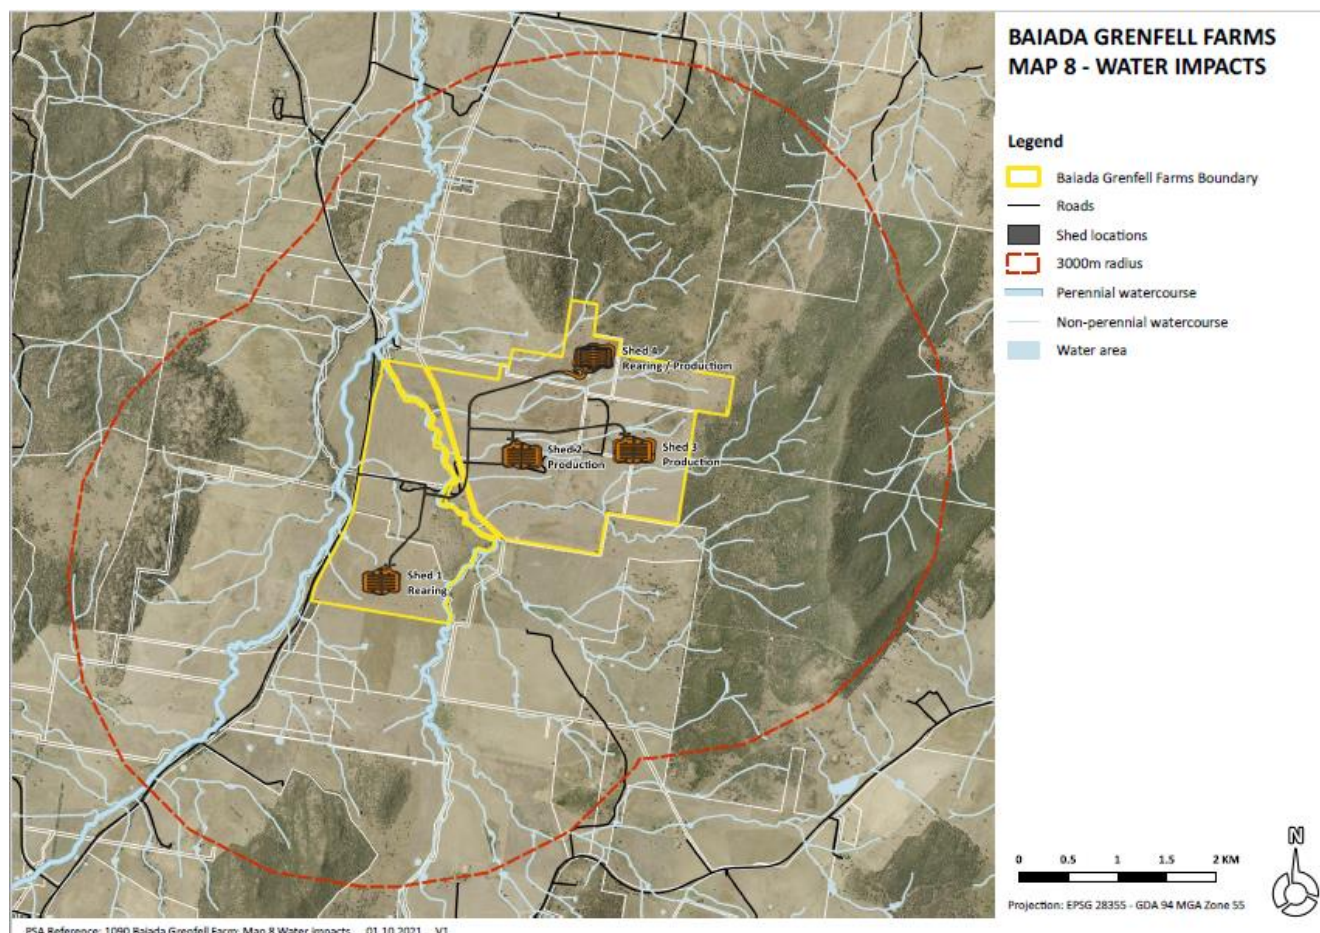 BAIADA GRENFELL FARMS
MAP 8 - WATER IMPACTS
Legend
Baiada Grenfell Farms Boundary
Roads
Shed locations
3000m radius
Perennial watercourse
Non-perennial watercourse
Water area
Shed 4
Rearing / Production
Shed 2
Production
Shed 3
Production
Shed 1
Rearing
N
0 0.5 1 1.5 2 KM
Projection: EPSG 28355 - GDA 94 MGA Zone 55
PSA Reference: 1090 Baiada Grenfell Farm: Map 8 Water Impacts 01.10.2021 V1